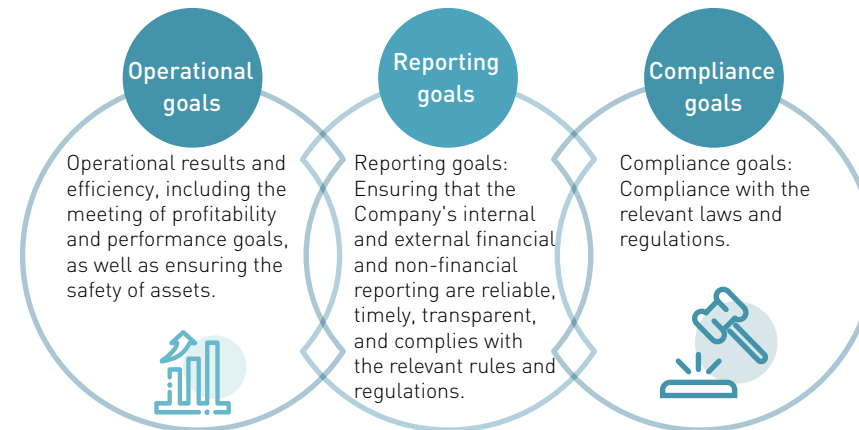 Operational
goals
Operational results and
efficiency, including the
meeting of profitability
and performance goals,
as well as ensuring the
safety of assets.
Reporting
goals
Reporting goals:
Ensuring that the
Company's internal
and external financial
and non-financial
reporting are reliable,
timely, transparent,
and complies with
the relevant rules and
regulations.
Compliance
goals
Compliance goals:
Compliance with the
relevant laws and
regulations.